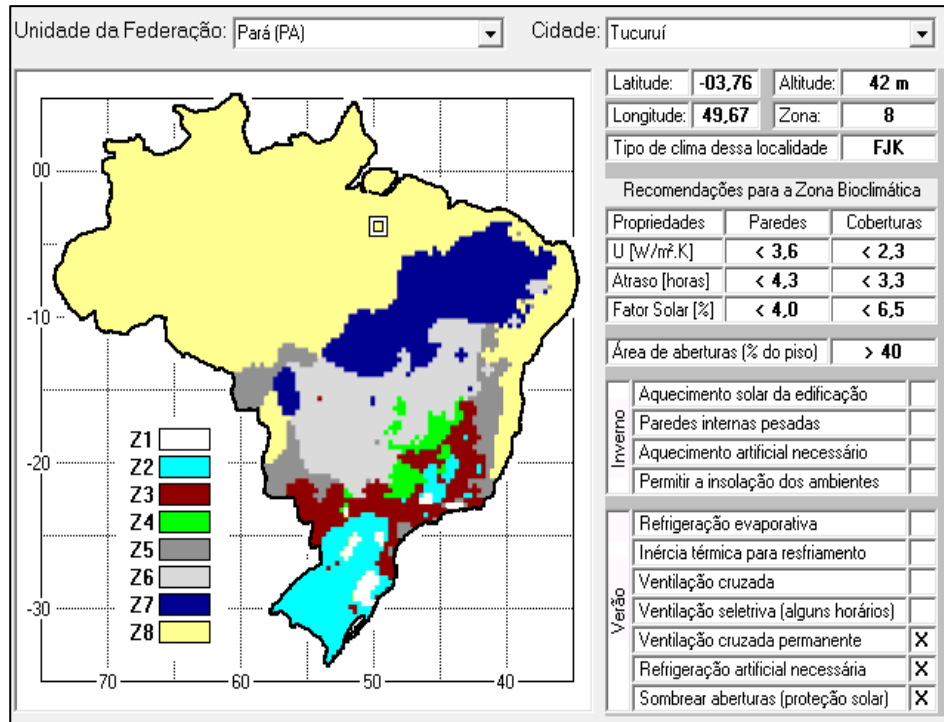 Unidade da Federação: Pará (PA) Cidade: Tucuruí
Latitude: -03,76 Altitude: 42 m
Longitude: 49,67 Zona: 8
Tipo de clima dessa localidade FJK
Recomendações para a Zona Bioclimática
Propriedades Paredes Coberturas
U [W/m².K] < 3,6 < 2,3
Atraso [horas] < 4,3 < 3,3
Fator Solar [%] < 4,0 < 6,5
Área de aberturas (% do piso) > 40
Inverno
Aquecimento solar da edificação
Paredes internas pesadas
Aquecimento artificial necessário
Permitir a insolação dos ambientes
Verão
Refrigeração evaporativa
Inércia térmica para resfriamento
Ventilação cruzada
Ventilação seletiva (alguns horários)
Ventilação cruzada permanente X
Refrigeração artificial necessária X
Sombrear aberturas (proteção solar) X
00
-10
-20
-30
70 60 50 40
Z1
Z2
Z3
Z4
Z5
Z6
Z7
Z8